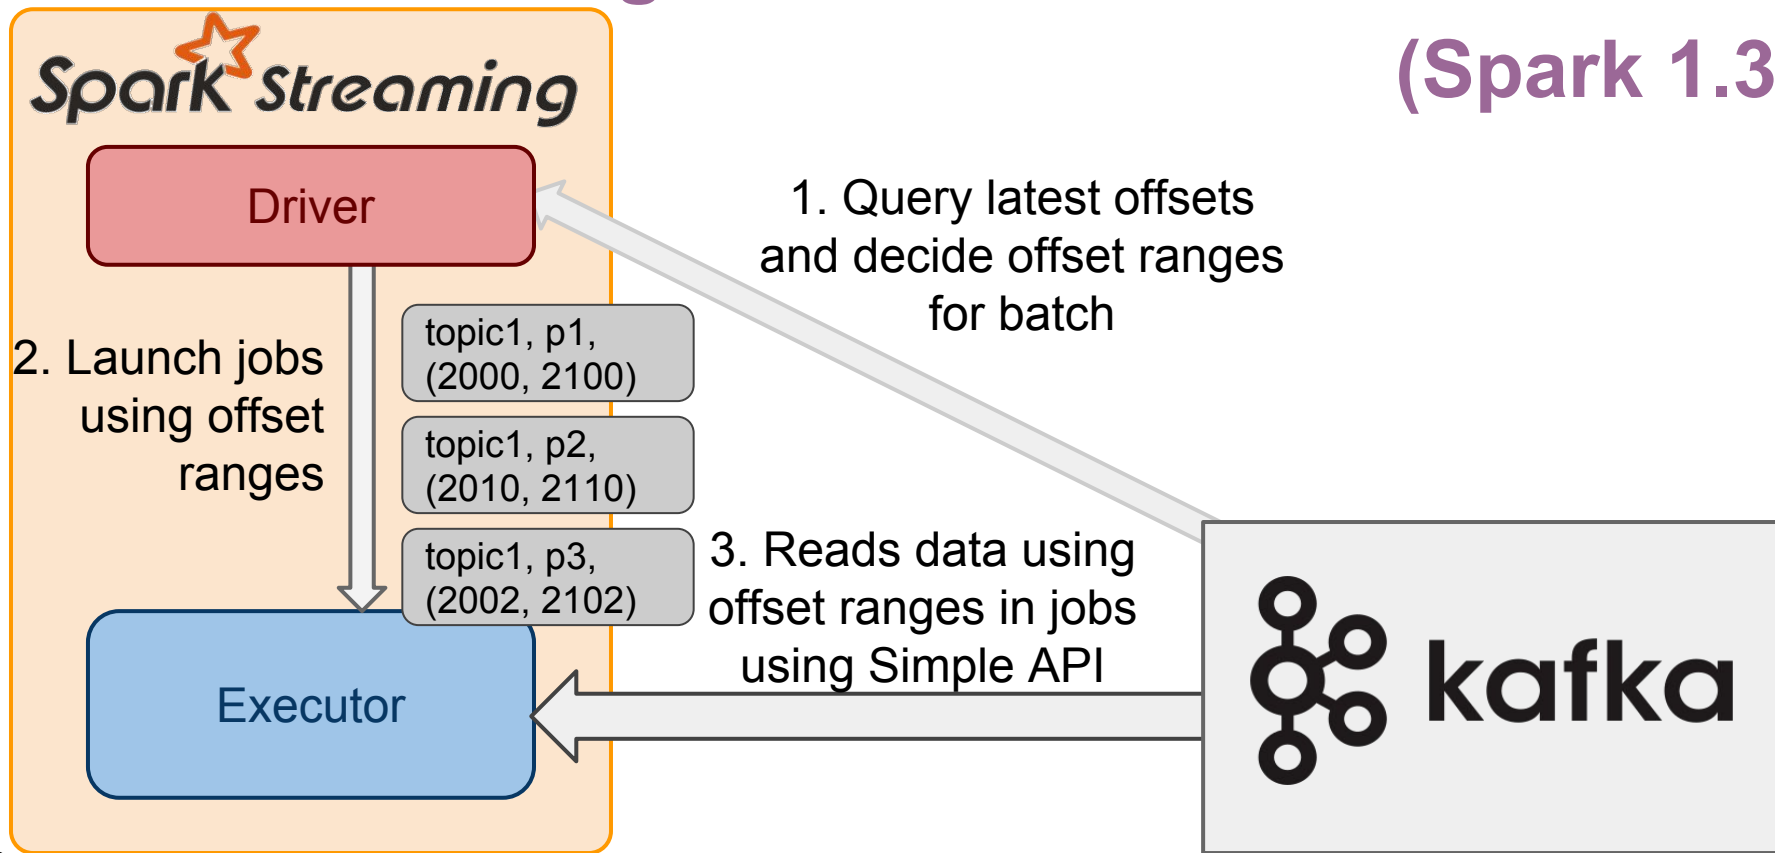 (Spark 1.3
Spark Streaming
Driver
1. Query latest offsets
and decide offset ranges
for batch
2. Launch jobs
using offset
ranges
topic1, p1,
(2000, 2100)
topic1, p2,
(2010, 2110)
topic1, p3,
(2002, 2102)
3. Reads data using
offset ranges in jobs
using Simple API
Executor
kafka